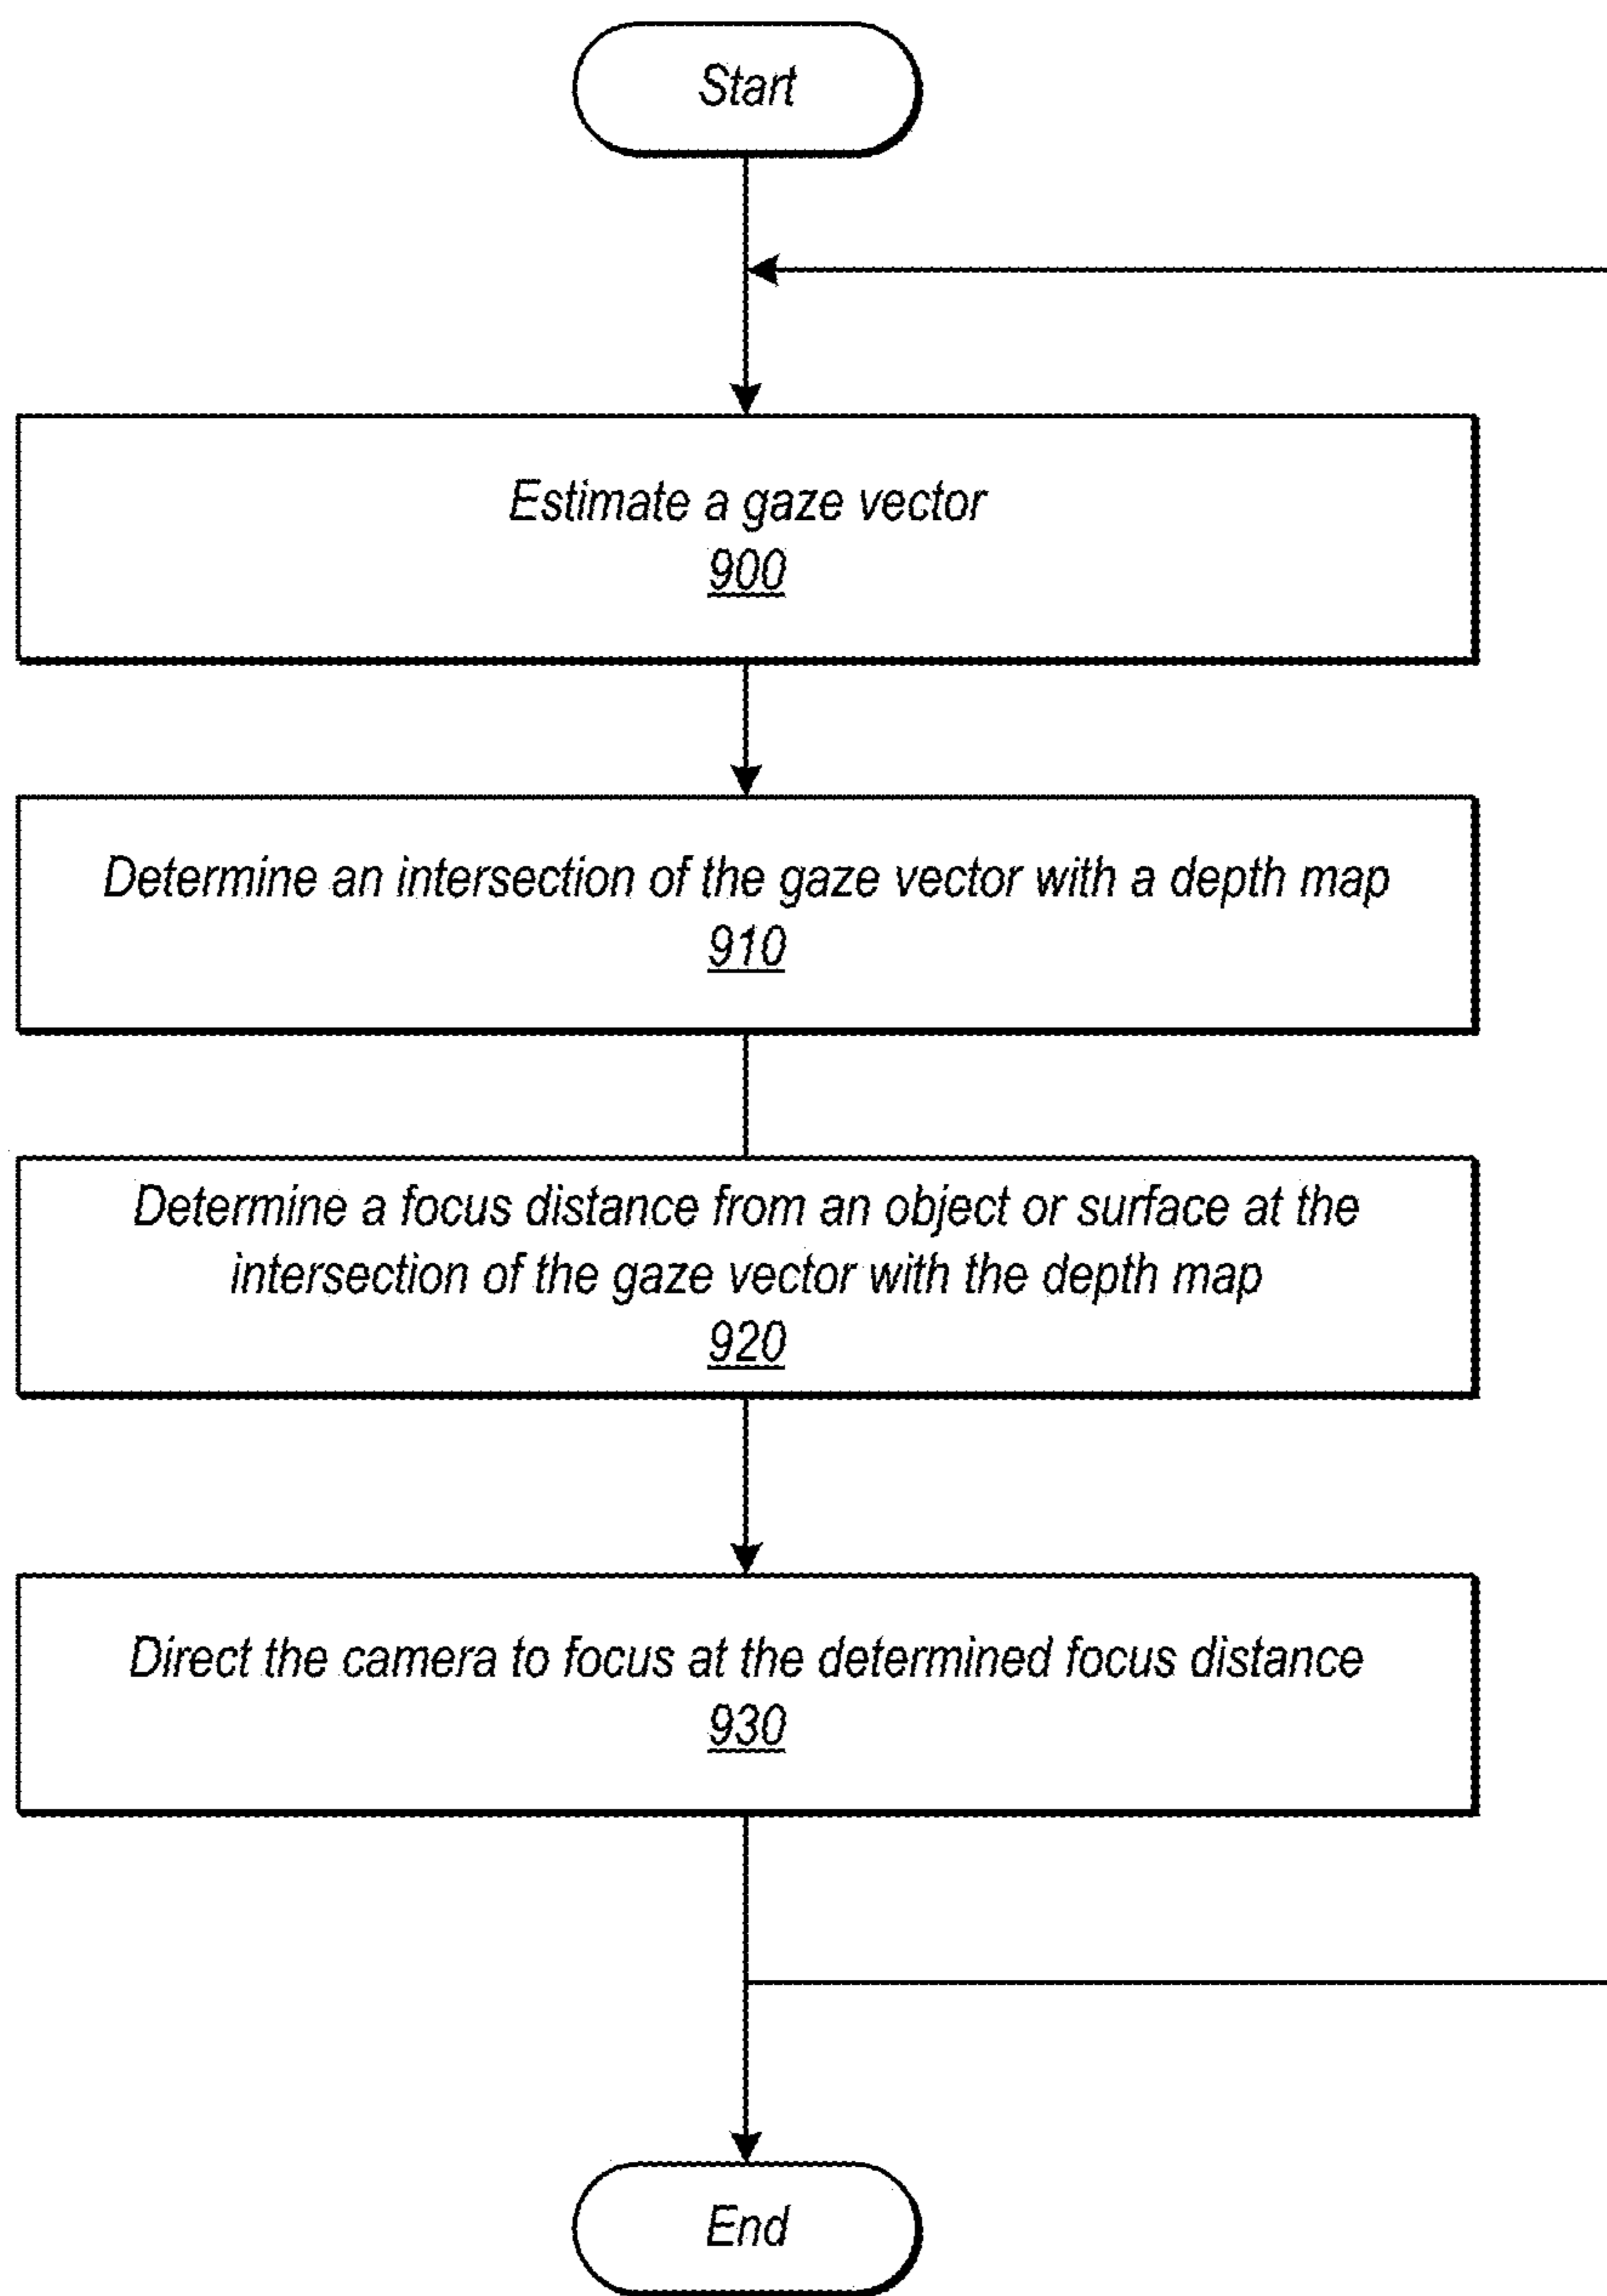 Start
Estimate a gaze vector
900
Determine an intersection of the gaze vector with a depth map
910
Determine a focus distance from an object or surface at the
intersection of the gaze vector with the depth map
920
Direct the camera to focus at the determined focus distance
930
End